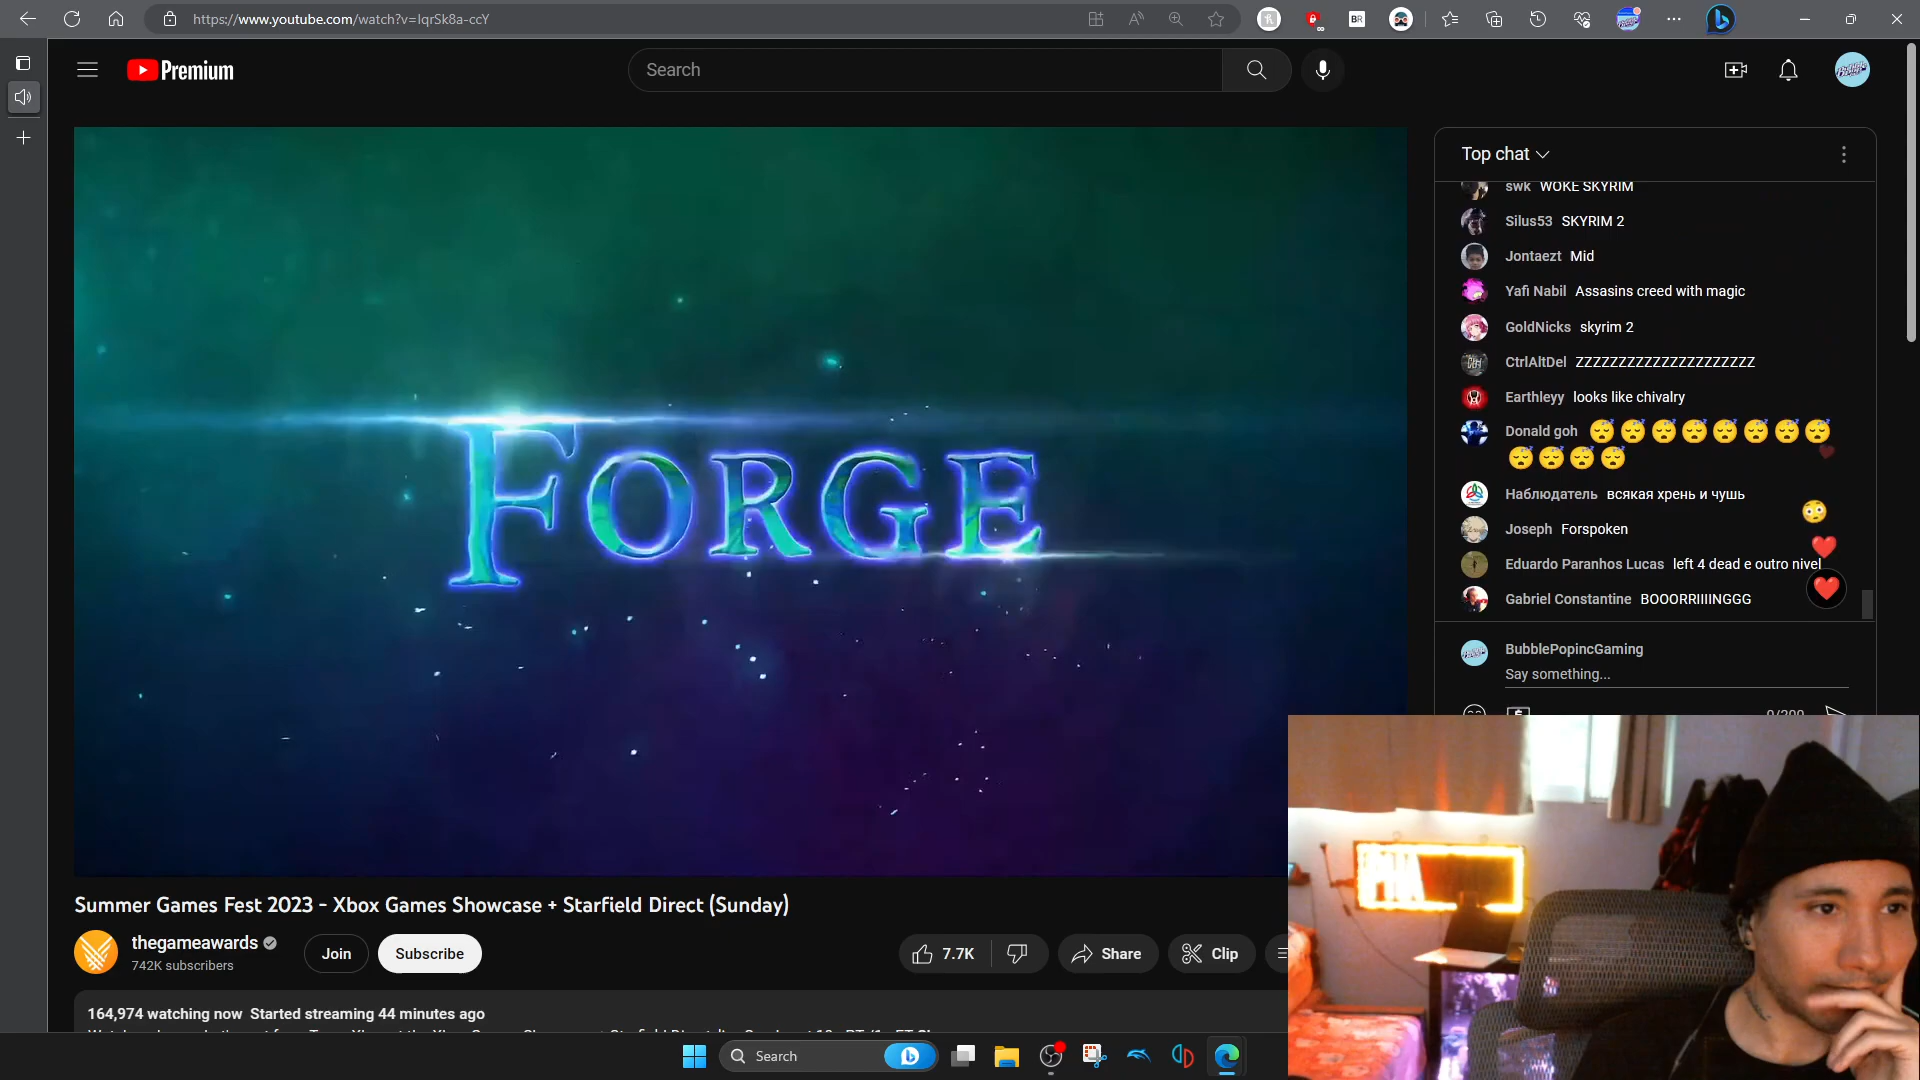 https://www.youtube.com/watch?v=IqrSk8a-ccY
BR
Premium
Search
Top chat
swk WOKE SKYRIM
Silus53 SKYRIM 2
Jontaezt Mid
Yafi Nabil Assasins creed with magic
GoldNicks skyrim 2
CtrlAltDel ZZZZZZZZZZZZZZZZZZZZZ
Earthleyy looks like chivalry
Donald goh 😴😴😴😴😴😴😴😴
😴😴😴😴
Наблюдатель всякая хрень и чушь
Joseph Forspoken
Eduardo Paranhos Lucas left 4 dead e outro nivel
Gabriel Constantine BOOORRIIIINGGG
BubblePopincGaming
Say something...
0/200
FORGE
Summer Games Fest 2023 - Xbox Games Showcase + Starfield Direct (Sunday)
thegameawards
742K subscribers
Join
Subscribe
7.7K
Share
Clip
164,974 watching now Started streaming 44 minutes ago
Search